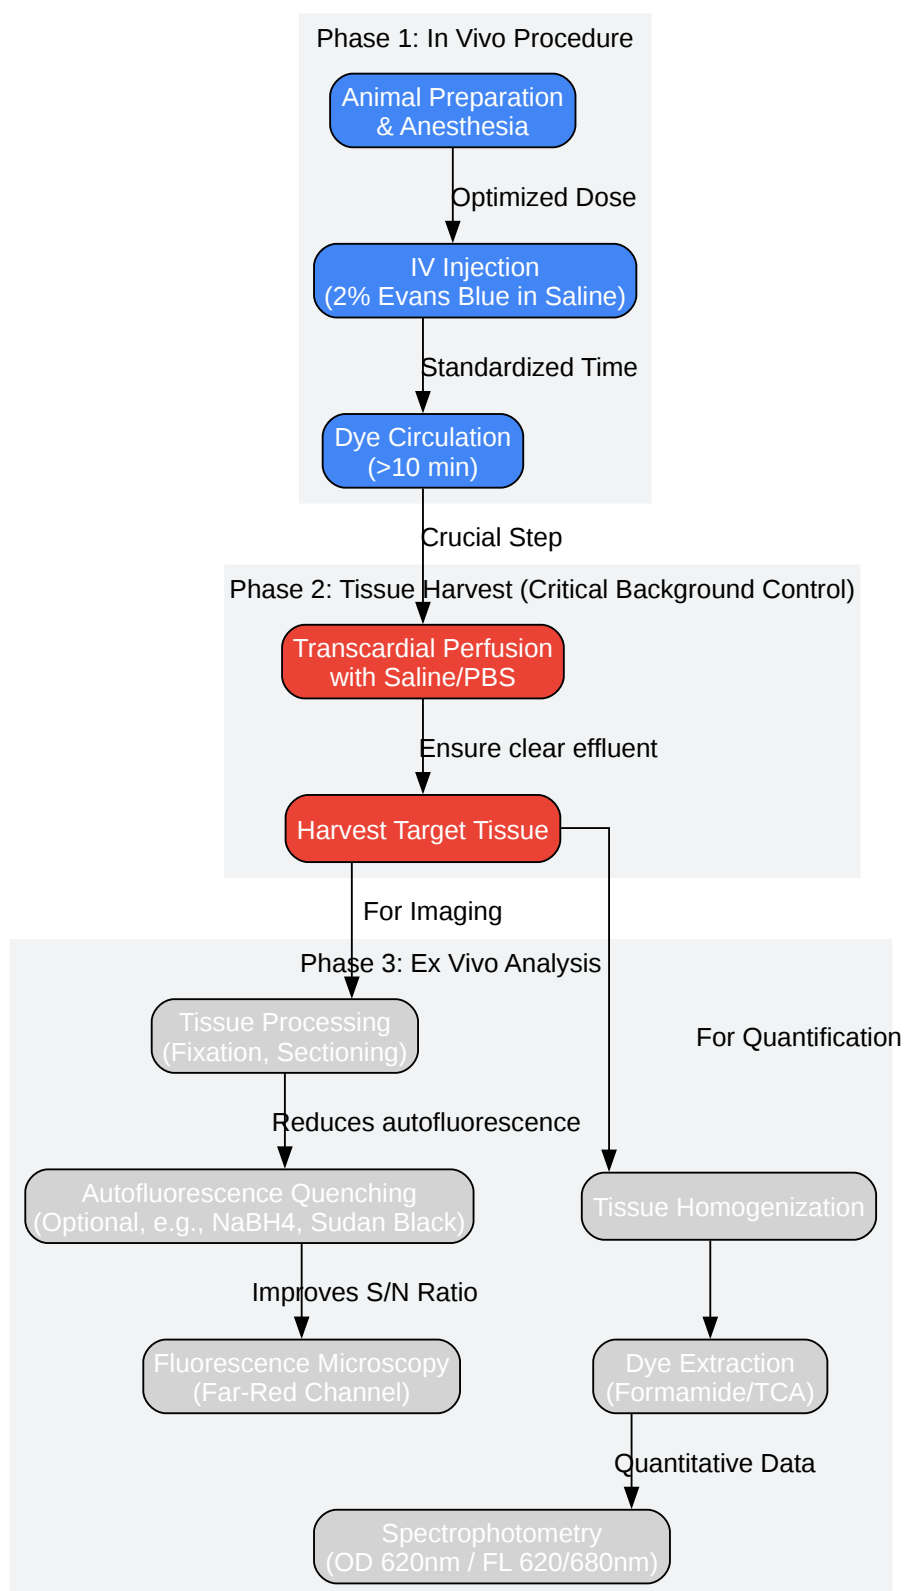 Phase 1: In Vivo Procedure
Animal Preparation
& Anesthesia
Optimized Dose
IV Injection
(2% Evans Blue in Saline)
Standardized Time
Dye Circulation
(>10 min)
Crucial Step
Phase 2: Tissue Harvest (Critical Background Control)
Transcardial Perfusion
with Saline/PBS
Ensure clear effluent
Harvest Target Tissue
For Imaging
Phase 3: Ex Vivo Analysis
Tissue Processing
(Fixation, Sectioning)
For Quantification
Reduces autofluorescence
Autofluorescence Quenching
(Optional, e.g., NaBH4, Sudan Black)
Tissue Homogenization
Improves S/N Ratio
Fluorescence Microscopy
(Far-Red Channel)
Dye Extraction
(Formamide/TCA)
Quantitative Data
Spectrophotometry
(OD 620nm / FL 620/680nm)